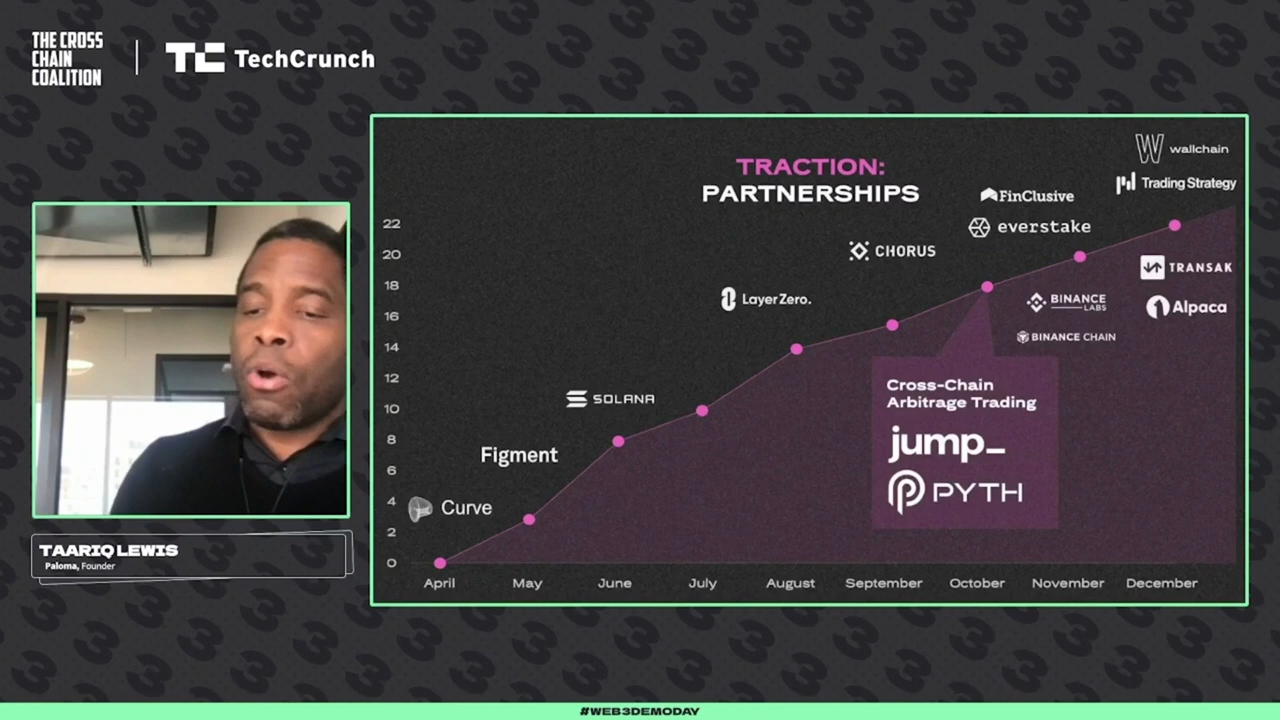 THE CROSS
CHAIN
COALITION
TC TechCrunch
TRACTION:
PARTNERSHIPS
W wallchain
Trading Strategy
FinClusive
everstake
CHORUS
LayerZero.
TRANSAK
BINANCE
LABS
Alpaca
BINANCE CHAIN
SOLANA
Figment
Curve
Cross-Chain
Arbitrage Trading
jump_
PYTH
22
20
18
16
14
12
10
8
6
4
2
0
April May June July August September October November December
TAARIQ LEWIS
Paloma, Founder
#WEB3DEMODAY